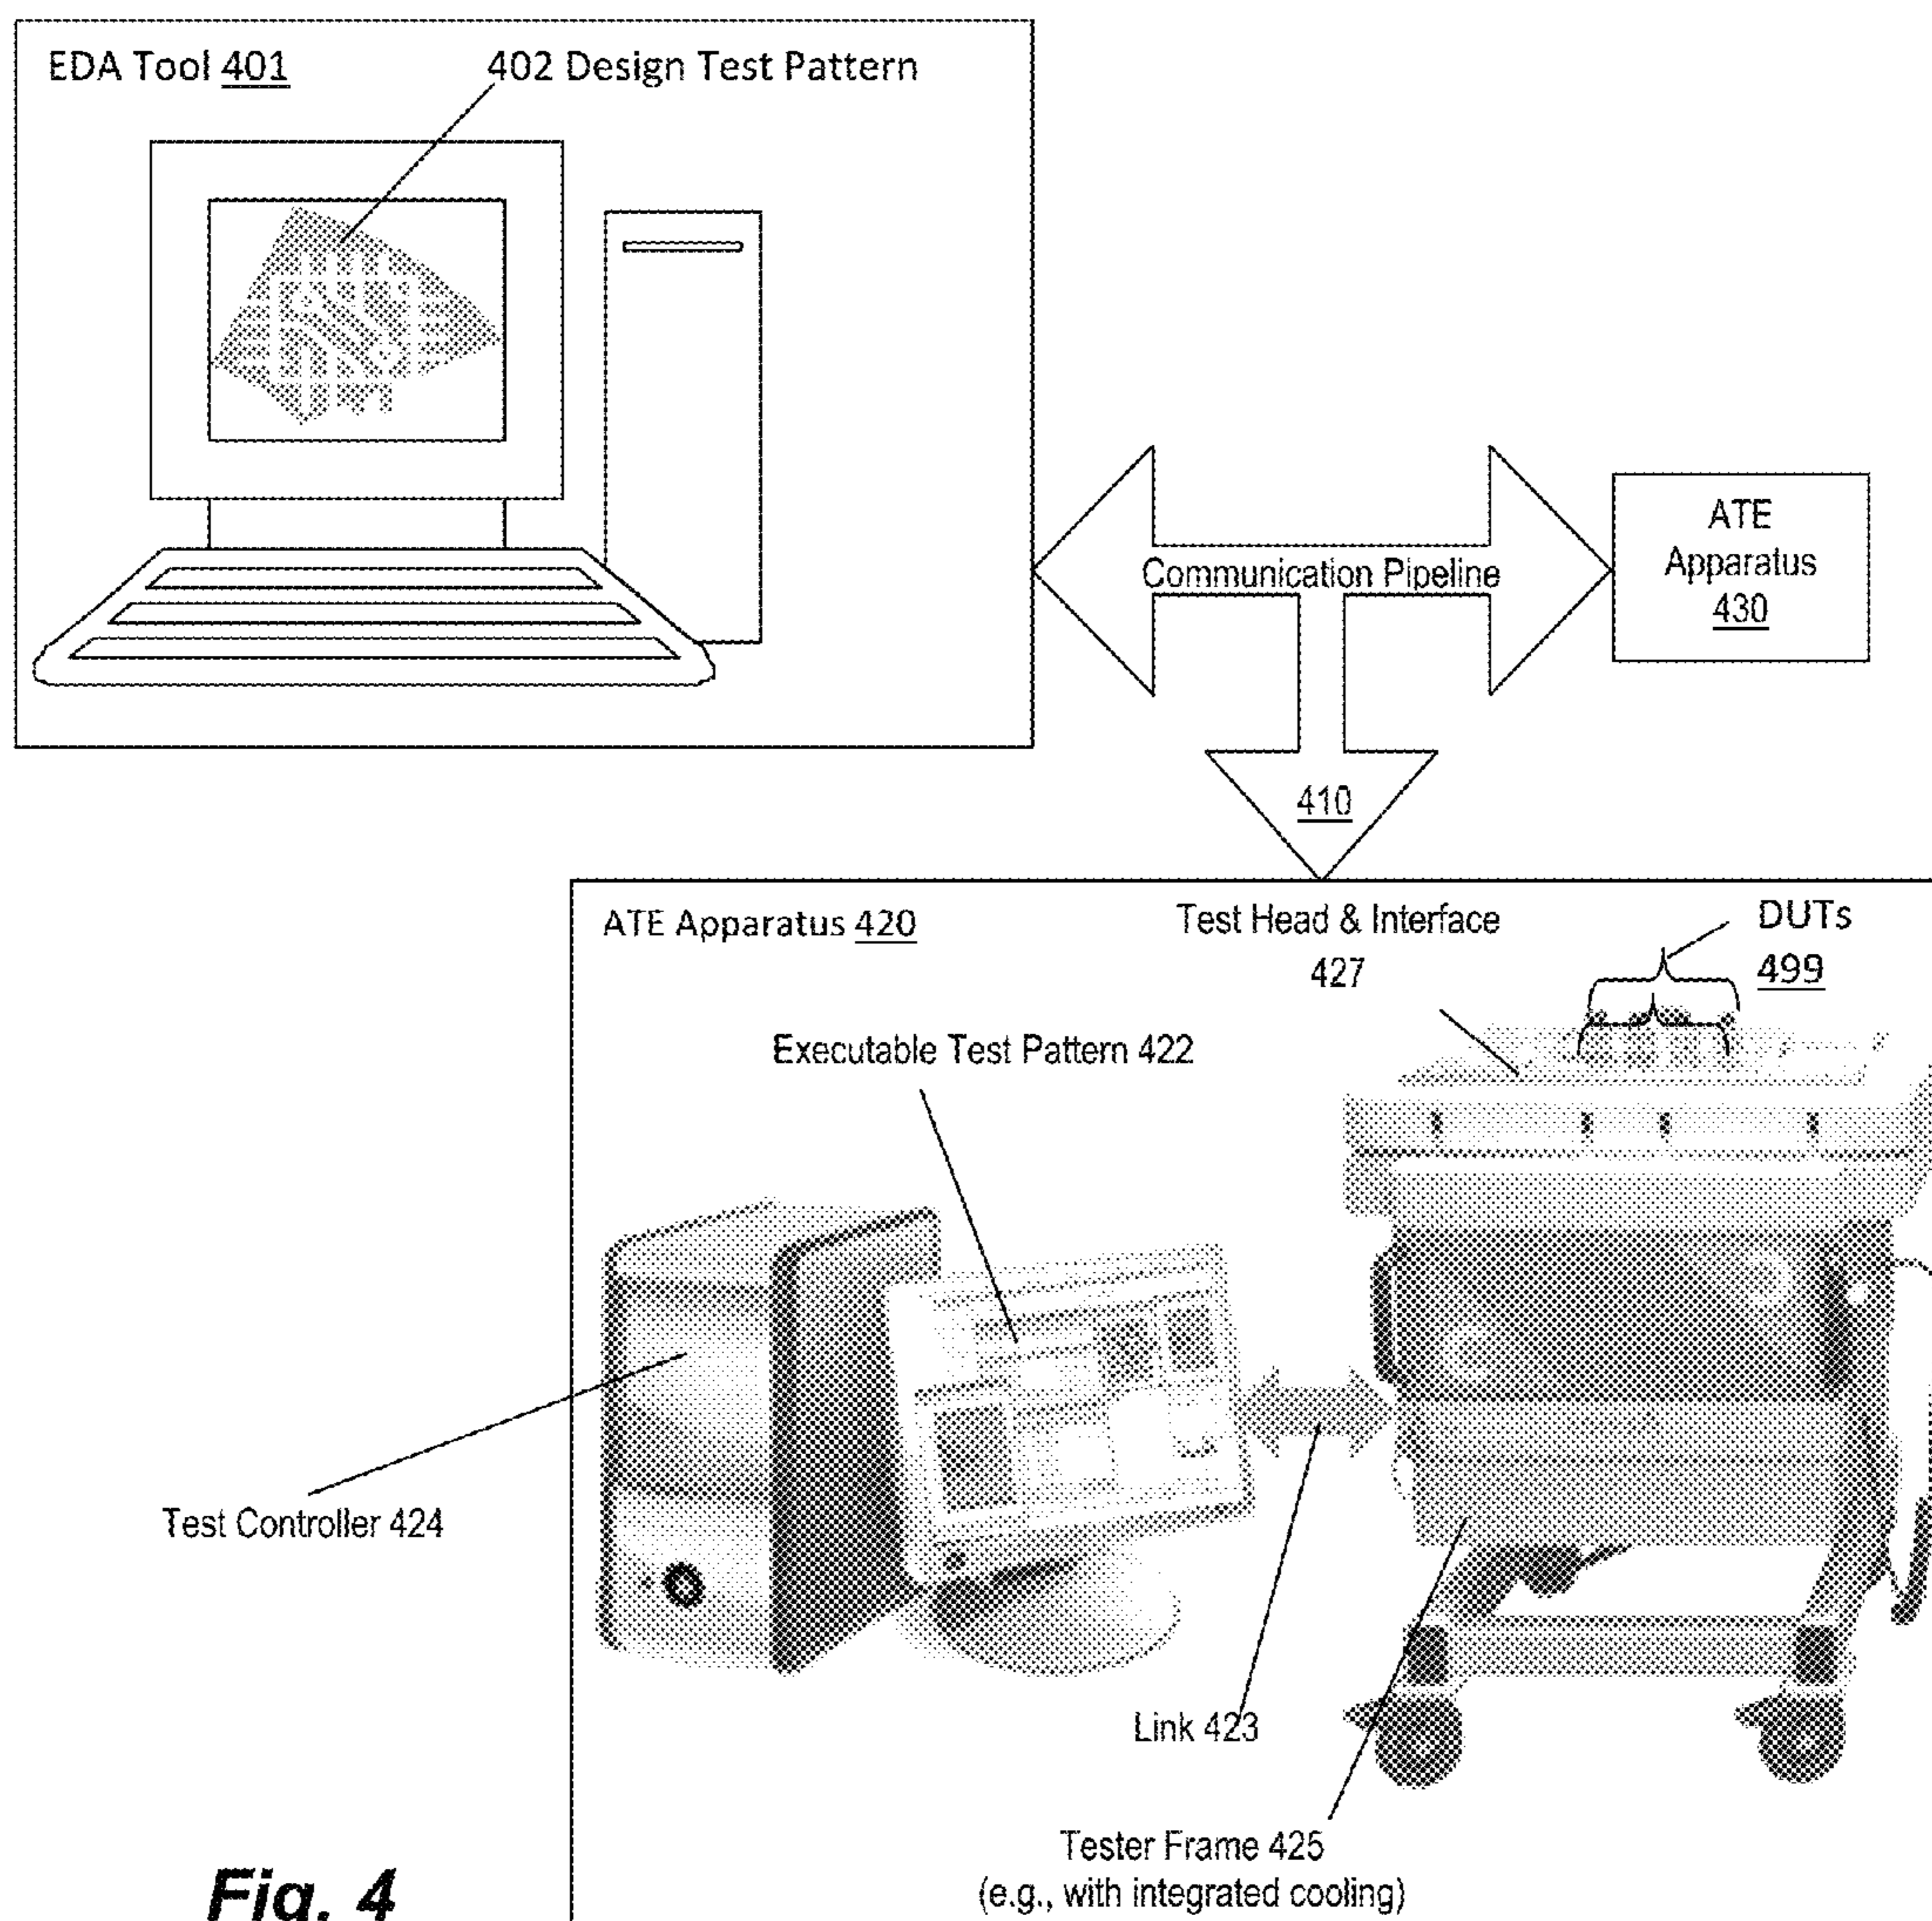 EDA Tool 401
402 Design Test Pattern
Communication Pipeline
ATE
Apparatus
430
410
ATE Apparatus 420
Test Head & Interface
427
DUTs
499
Executable Test Pattern 422
Test Controller 424
Link 423
Tester Frame 425
(e.g., with integrated cooling)
Fig. 4